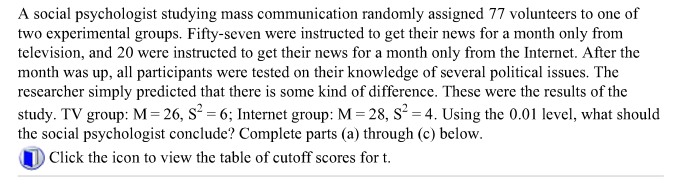 A social psychologist studying mass communication randomly assigned 77 volunteers to one of
two experimental groups. Fifty-seven were instructed to get their news for a month only from
television, and 20 were instructed to get their news for a month only from the Internet. After the
month was up, all participants were tested on their knowledge of several political issues. The
researcher simply predicted that there is some kind of difference. These were the results of the
study. TV group: M = 26, S² = 6; Internet group: M = 28, S² = 4. Using the 0.01 level, what should
the social psychologist conclude? Complete parts (a) through (c) below.
Click the icon to view the table of cutoff scores for t.